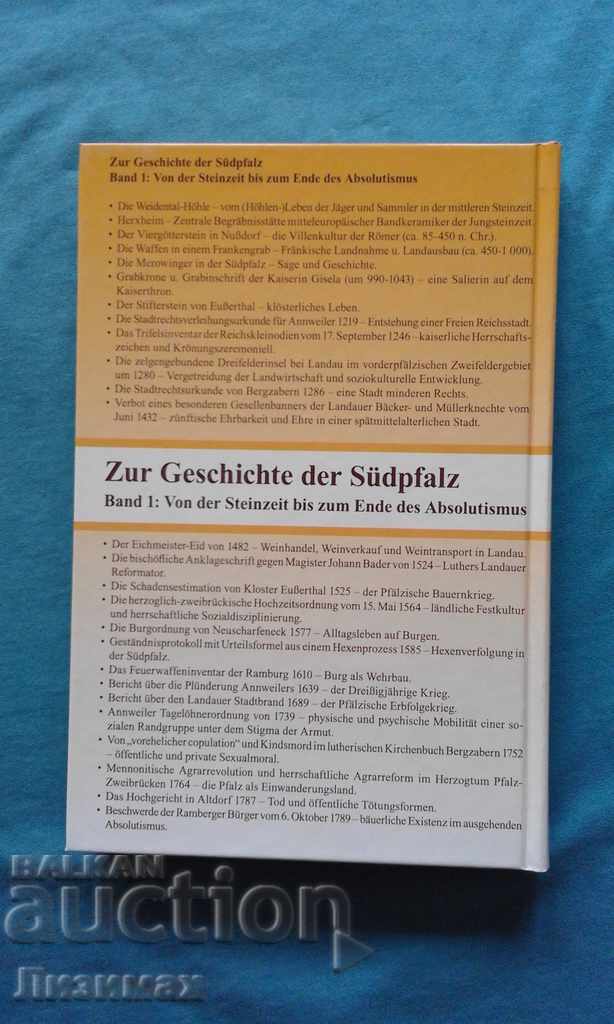 Zur Geschichte der Südpfalz
Band 1: Von der Steinzeit bis zum Ende des Absolutismus
• Die Weidental-Höhle – vom (Höhlen-)Leben der Jäger und Sammler in der mittleren Steinzeit.
• Herxheim – Zentrale Begräbnisstätte mitteleuropäischer Bandkeramiker der Jungsteinzeit.
• Der Viergötterstein in Nußdorf – die Villenkultur der Römer (ca. 85-450 n. Chr.).
• Die Waffen in einem Frankengrab – Fränkische Landnahme u. Landausbau (ca. 450-1 000).
• Die Merowinger in der Südpfalz – Sage und Geschichte.
• Grabkrone u. Grabinschrift der Kaiserin Gisela (um 990-1043) – eine Salierin auf dem
Kaiserthron.
• Der Stifterstein von Eußerthal – klösterliches Leben.
• Die Stadtrechtsverleihungsurkunde für Annweiler 1219 – Entstehung einer Freien Reichsstadt.
• Das Trifelsinventar der Reichskleinodien vom 17. September 1246 – kaiserliche Herrschafts-
zeichen und Krönungszeremoniell.
• Die zelgengebundene Dreifelderinsel bei Landau im vorderpfälzischen Zweifeldergebiet
um 1280 – Vergetreidung der Landwirtschaft und soziokulturelle Entwicklung.
• Die Stadtrechtsurkunde von Bergzabern 1286 – eine Stadt minderen Rechts.
• Verbot eines besonderen Gesellenbanners der Landauer Bäcker- und Müllerknechte vom
Juni 1432 – zünftische Ehrbarkeit und Ehre in einer spätmittelalterlichen Stadt.
Zur Geschichte der Südpfalz
Band 1: Von der Steinzeit bis zum Ende des Absolutismus
• Der Eichmeister-Eid von 1482 – Weinhandel, Weinverkauf und Weintransport in Landau.
• Die bischöfliche Anklageschrift gegen Magister Johann Bader von 1524 – Luthers Landauer
Reformator.
• Die Schadensestimation von Kloster Eußerthal 1525 – der Pfälzische Bauernkrieg.
• Die herzoglich-zweibrückische Hochzeitsordnung vom 15. Mai 1564 – ländliche Festkultur
und herrschaftliche Sozialdisziplinierung.
• Die Burgordnung von Neuscharfeneck 1577 – Alltagsleben auf Burgen.
• Geständnisprotokoll mit Urteilsformel aus einem Hexenprozess 1585 – Hexenverfolgung in
der Südpfalz.
• Das Feuerwaffeninventar der Ramburg 1610 – Burg als Wehrbau.
• Bericht über die Plünderung Annweilers 1639 – der Dreißigjährige Krieg.
• Bericht über den Landauer Stadtbrand 1689 – der Pfälzische Erbfolgekrieg.
• Annweiler Tagelöhnerordnung von 1739 – physische und psychische Mobilität einer so-
zialen Randgruppe unter dem Stigma der Armut.
• Von „vorehelicher copulation" und Kindsmord im lutherischen Kirchenbuch Bergzabern 1752
– öffentliche und private Sexualmoral.
• Mennonitische Agrarrevolution und herrschaftliche Agrarreform im Herzogtum Pfalz-
Zweibrücken 1764 – die Pfalz als Einwanderungsland.
• Das Hochgericht in Altdorf 1787 – Tod und öffentliche Tötungsformen.
• Beschwerde der Ramberger Bürger vom 6. Oktober 1789 – bäuerliche Existenz im ausgehenden
Absolutismus.
BALKAN
auction
Лизимах